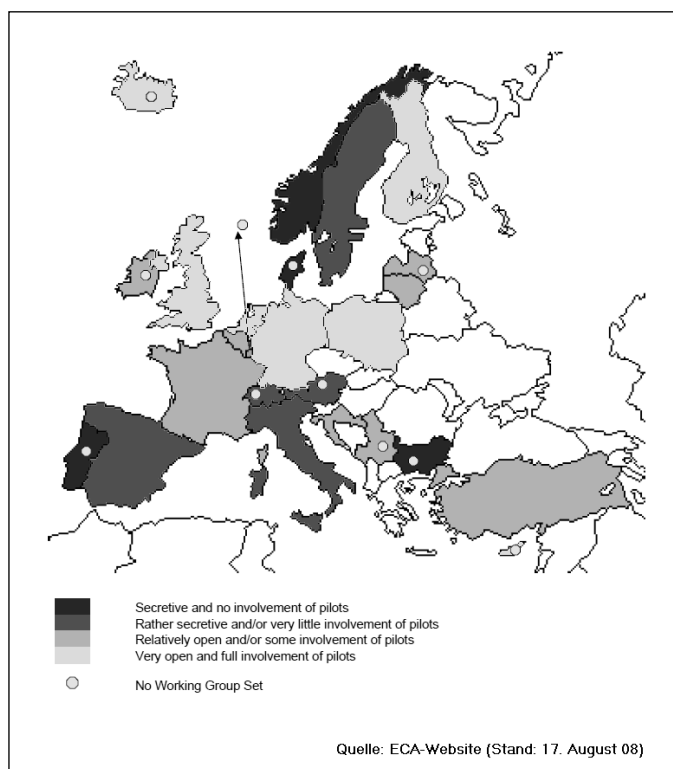 Secretive and no involvement of pilots
Rather secretive and/or very little involvement of pilots
Relatively open and/or some involvement of pilots
Very open and full involvement of pilots
No Working Group Set
Quelle: ECA-Website (Stand: 17. August 08)